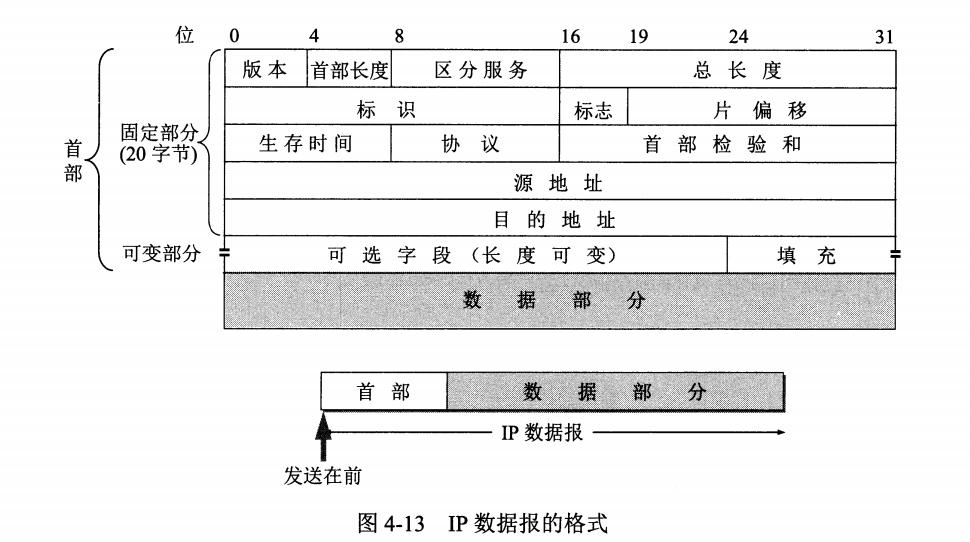 位 0 4 8 16 19 24 31
版本 首部长度 区分服务 总长度
标识 标志 片偏移
首部 固定部分 (20 字节) 生存时间 协议 首部检验和
源地址
目的地址
可变部分 可选字段（长度可变） 填充
数据部分
首部 数据部分
IP 数据报
发送在前
图 4-13 IP 数据报的格式